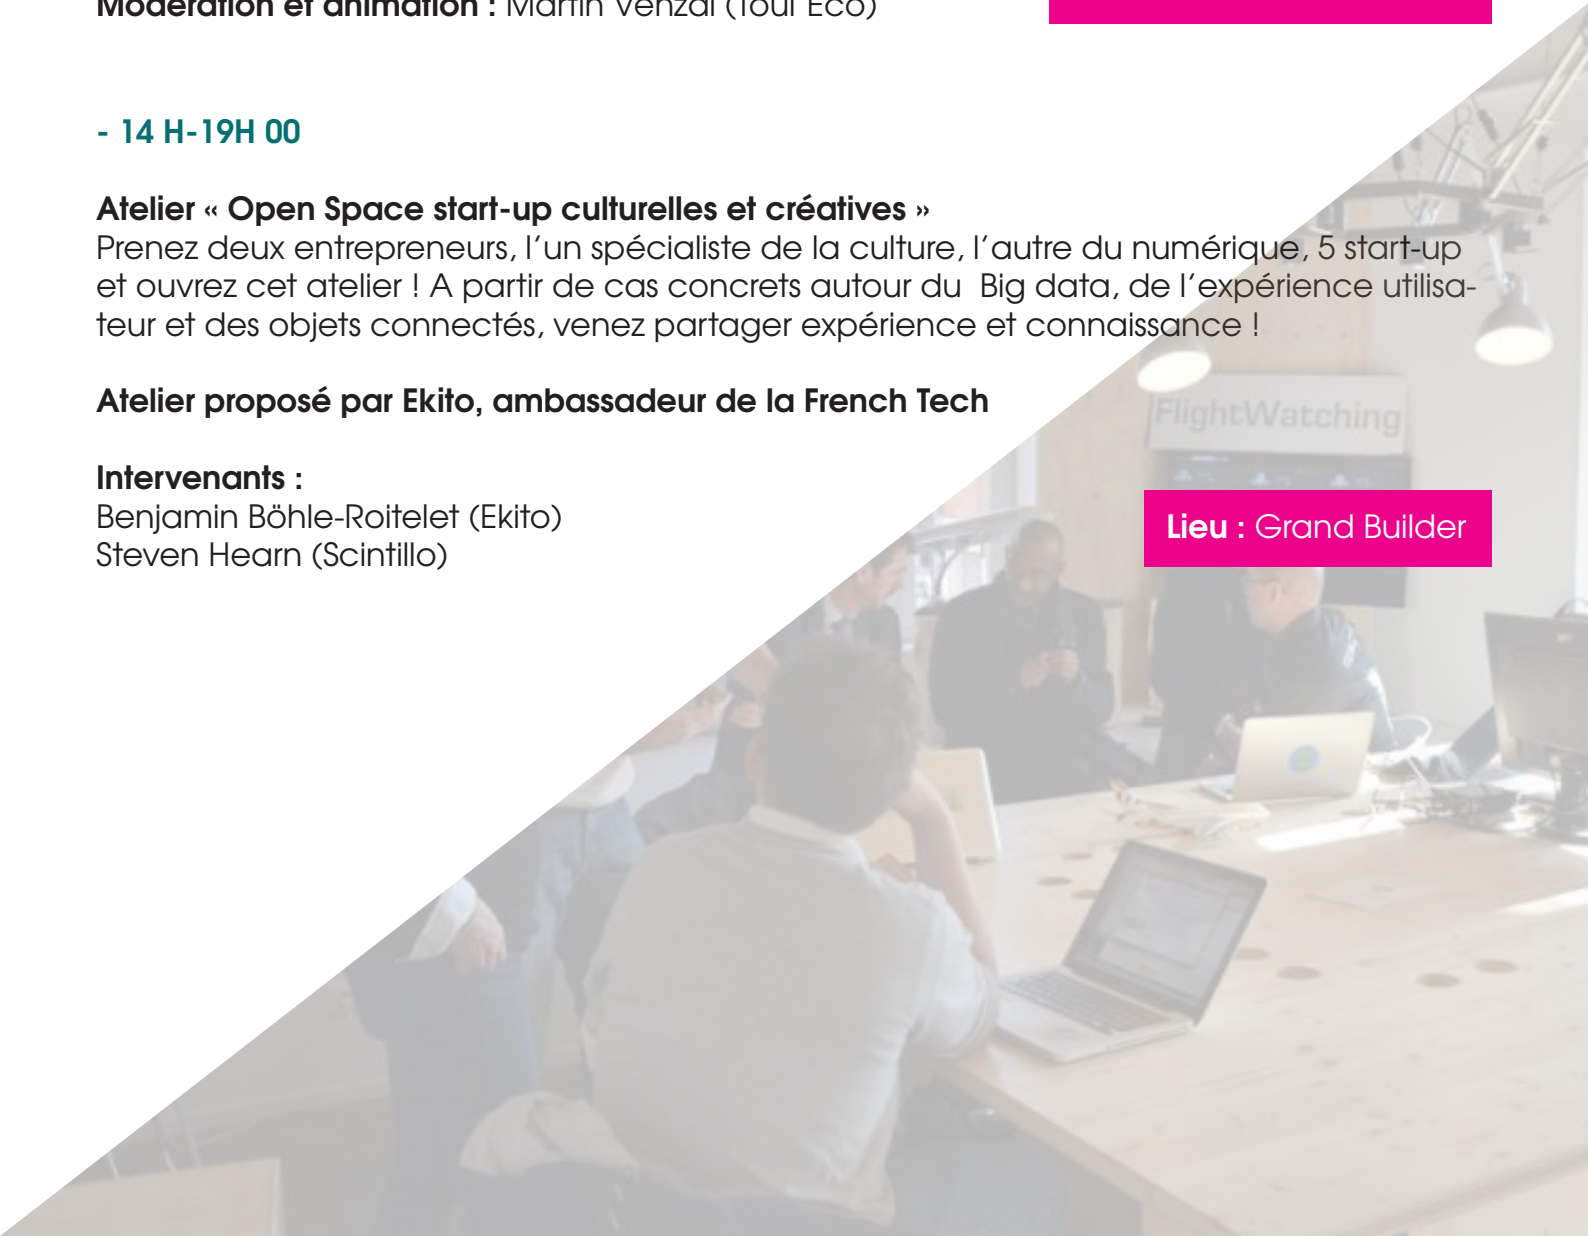 Modération et animation : Martin Venzal (Toul Eco)
- 14 H-19H 00
Atelier « Open Space start-up culturelles et créatives »
Prenez deux entrepreneurs, l’un spécialiste de la culture, l’autre du numérique, 5 start-up
et ouvrez cet atelier ! A partir de cas concrets autour du Big data, de l’expérience utilisa-
teur et des objets connectés, venez partager expérience et connaissance !
Atelier proposé par Ekito, ambassadeur de la French Tech
FlightWatching
Intervenants :
Benjamin Böhle-Roitelet (Ekito)
Lieu : Grand Builder
Steven Hearn (Scintillo)